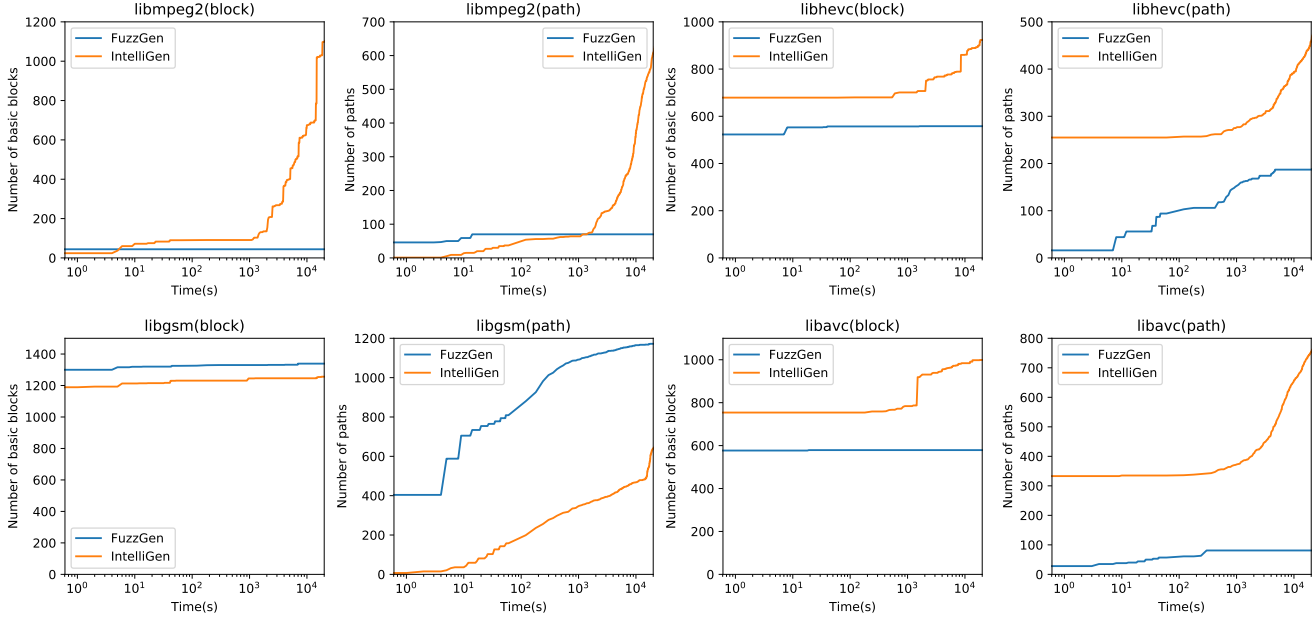 libmpeg2(block)
Number of basic blocks
1200
1000
800
600
400
200
0
FuzzGen
IntelliGen
10^0 10^1 10^2 10^3 10^4
Time(s)
libmpeg2(path)
Number of paths
700
600
500
400
300
200
100
0
FuzzGen
IntelliGen
10^0 10^1 10^2 10^3 10^4
Time(s)
libhevc(block)
Number of basic blocks
1000
800
600
400
200
0
FuzzGen
IntelliGen
10^0 10^1 10^2 10^3 10^4
Time(s)
libhevc(path)
Number of paths
500
400
300
200
100
0
FuzzGen
IntelliGen
10^0 10^1 10^2 10^3 10^4
Time(s)
libgsm(block)
Number of basic blocks
1400
1200
1000
800
600
400
200
0
FuzzGen
IntelliGen
10^0 10^1 10^2 10^3 10^4
Time(s)
libgsm(path)
Number of paths
1200
1000
800
600
400
200
0
FuzzGen
IntelliGen
10^0 10^1 10^2 10^3 10^4
Time(s)
libavc(block)
Number of basic blocks
1000
800
600
400
200
0
FuzzGen
IntelliGen
10^0 10^1 10^2 10^3 10^4
Time(s)
libavc(path)
Number of paths
800
700
600
500
400
300
200
100
0
FuzzGen
IntelliGen
10^0 10^1 10^2 10^3 10^4
Time(s)